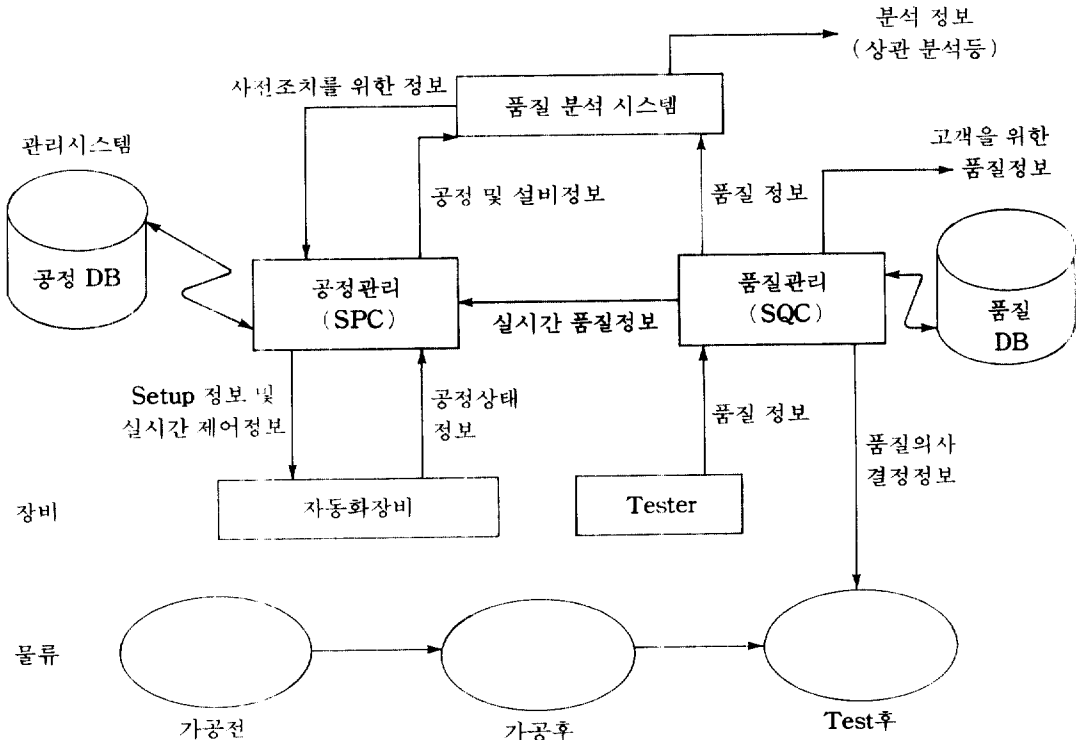 분석 정보
(상관 분석등)
사전조치를 위한 정보
품질 분석 시스템
관리시스템
고객을 위한
품질정보
공정 및 설비정보
품질 정보
공정 DB
공정관리
(SPC)
실시간 품질정보
품질관리
(SQC)
품질
DB
Setup 정보 및
실시간 제어정보
공정상태
정보
품질 정보
품질의사
결정정보
장비
자동화장비
Tester
물류
가공전
가공후
Test후